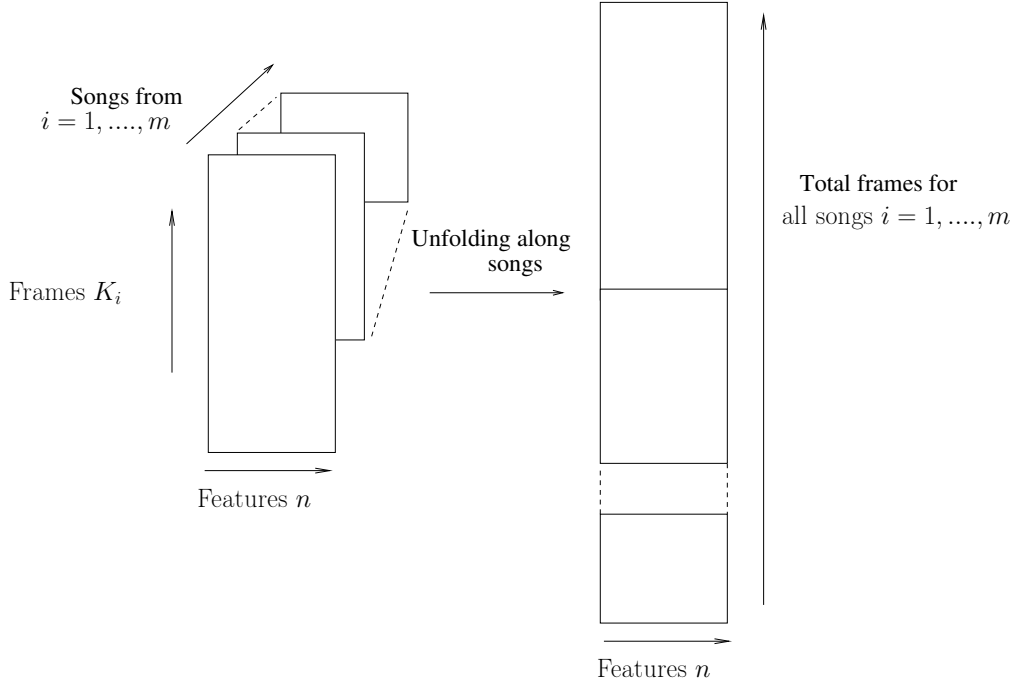 Songs from
i = 1, ...., m
Frames K_i
Features n
Unfolding along
songs
Total frames for
all songs i = 1, ...., m
Features n